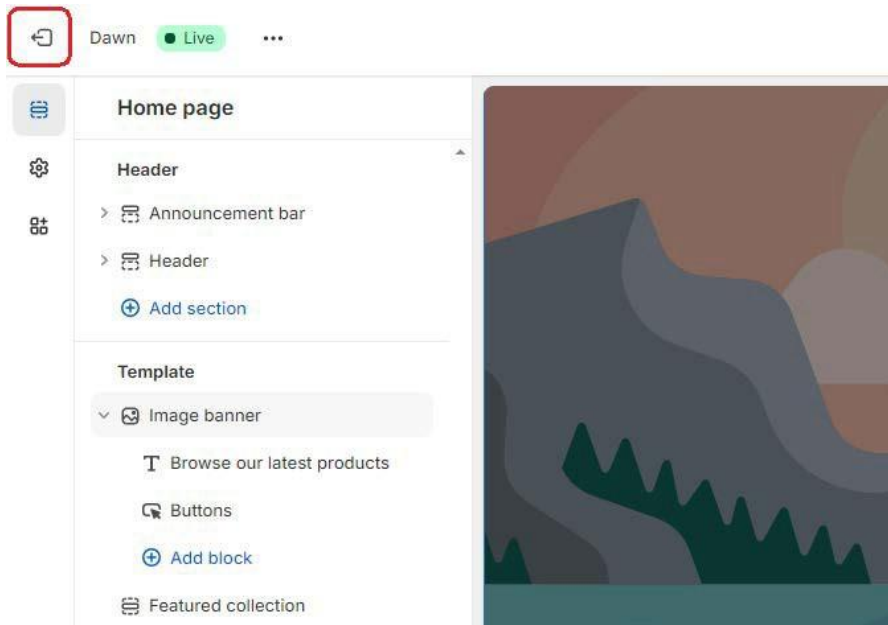 Dawn Live
Home page
Header
Announcement bar
Header
Add section
Template
Image banner
Browse our latest products
Buttons
Add block
Featured collection